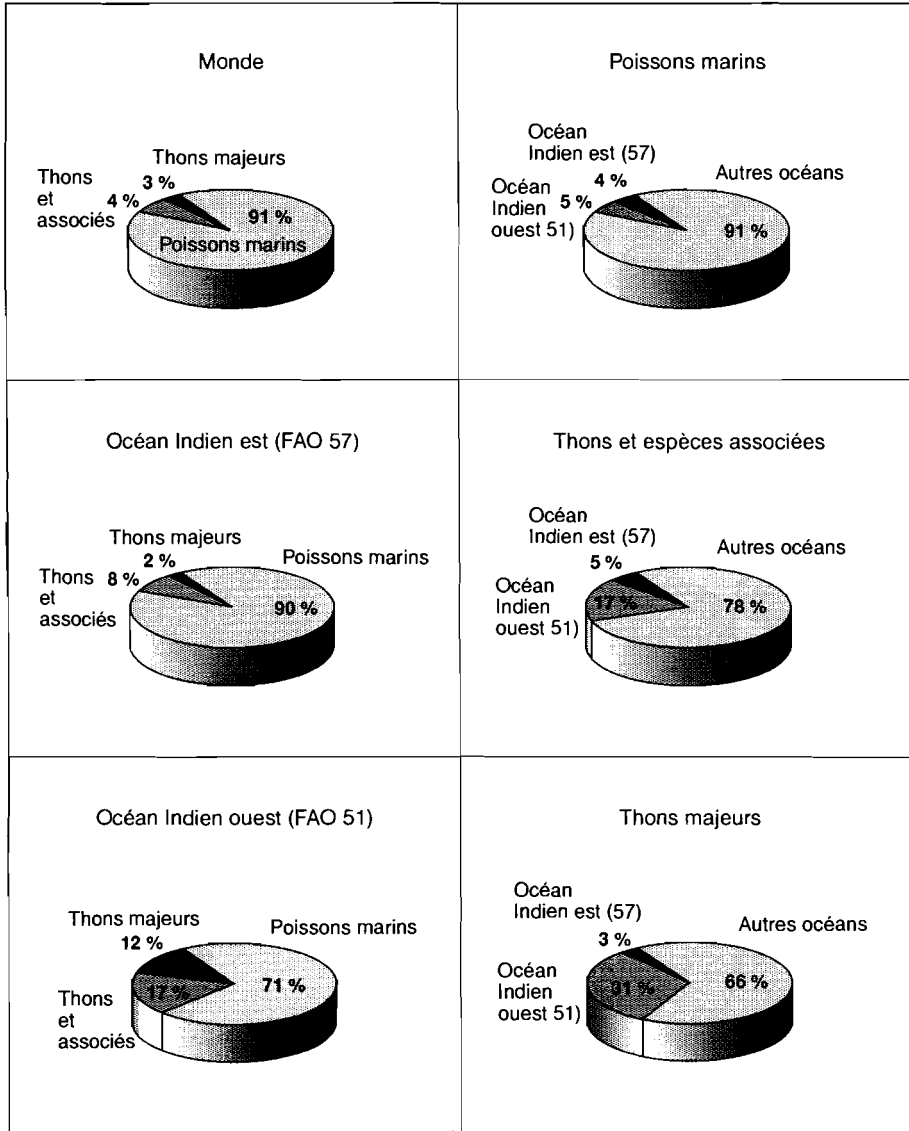 Monde
Thons majeurs
3 %
Thons
et
associés
4 %
91 %
Poissons marins
Poissons marins
Océan
Indien est (57)
4 %
Océan
Indien
ouest 51)
5 %
Autres océans
91 %
Océan Indien est (FAO 57)
Thons majeurs
2 %
Thons
et
associés
8 %
Poissons marins
90 %
Thons et espèces associées
Océan
Indien est (57)
5 %
Océan
Indien
ouest 51)
17 %
Autres océans
78 %
Océan Indien ouest (FAO 51)
Thons majeurs
12 %
Thons
et
associés
17 %
Poissons marins
71 %
Thons majeurs
Océan
Indien est (57)
3 %
Océan
Indien
ouest 51)
31 %
Autres océans
66 %